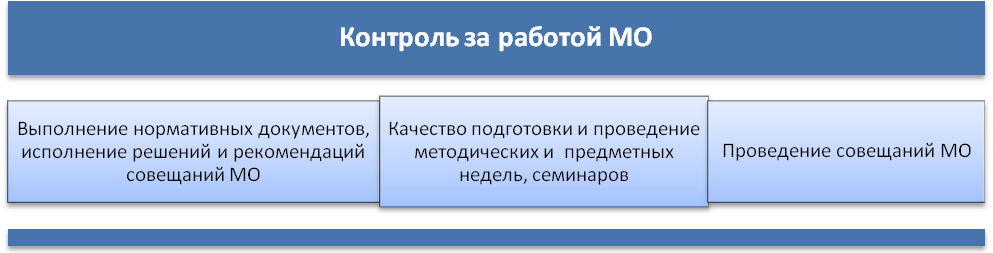 Контроль за работой МО
Выполнение нормативных документов,
исполнение решений и рекомендаций
совещаний МО
Качество подготовки и проведение
методических и предметных
недель, семинаров
Проведение совещаний МО